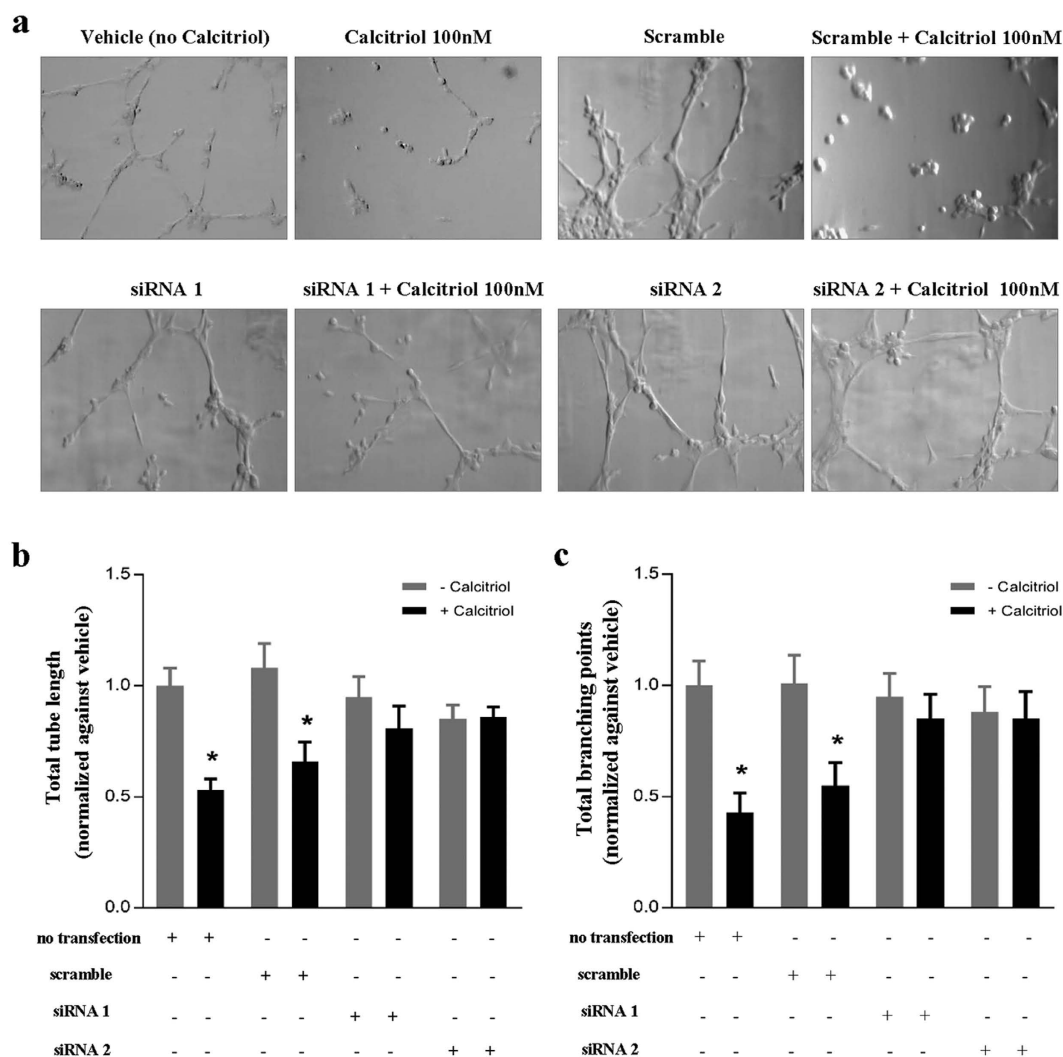 a
Vehicle (no Calcitriol) Calcitriol 100nM Scramble Scramble + Calcitriol 100nM
siRNA 1 siRNA 1 + Calcitriol 100nM siRNA 2 siRNA 2 + Calcitriol 100nM
b
Total tube length
(normalized against vehicle)
1.5
1.0
0.5
0.0
- Calcitriol
+ Calcitriol
*
*
no transfection + + - - - - - -
scramble - - + + - - - -
siRNA 1 - - - - + + - -
siRNA 2 - - - - - - + +
c
Total branching points
(normalized against vehicle)
1.5
1.0
0.5
0.0
- Calcitriol
+ Calcitriol
*
*
no transfection + + - - - - - -
scramble - - + + - - - -
siRNA 1 - - - - + + - -
siRNA 2 - - - - - - + +